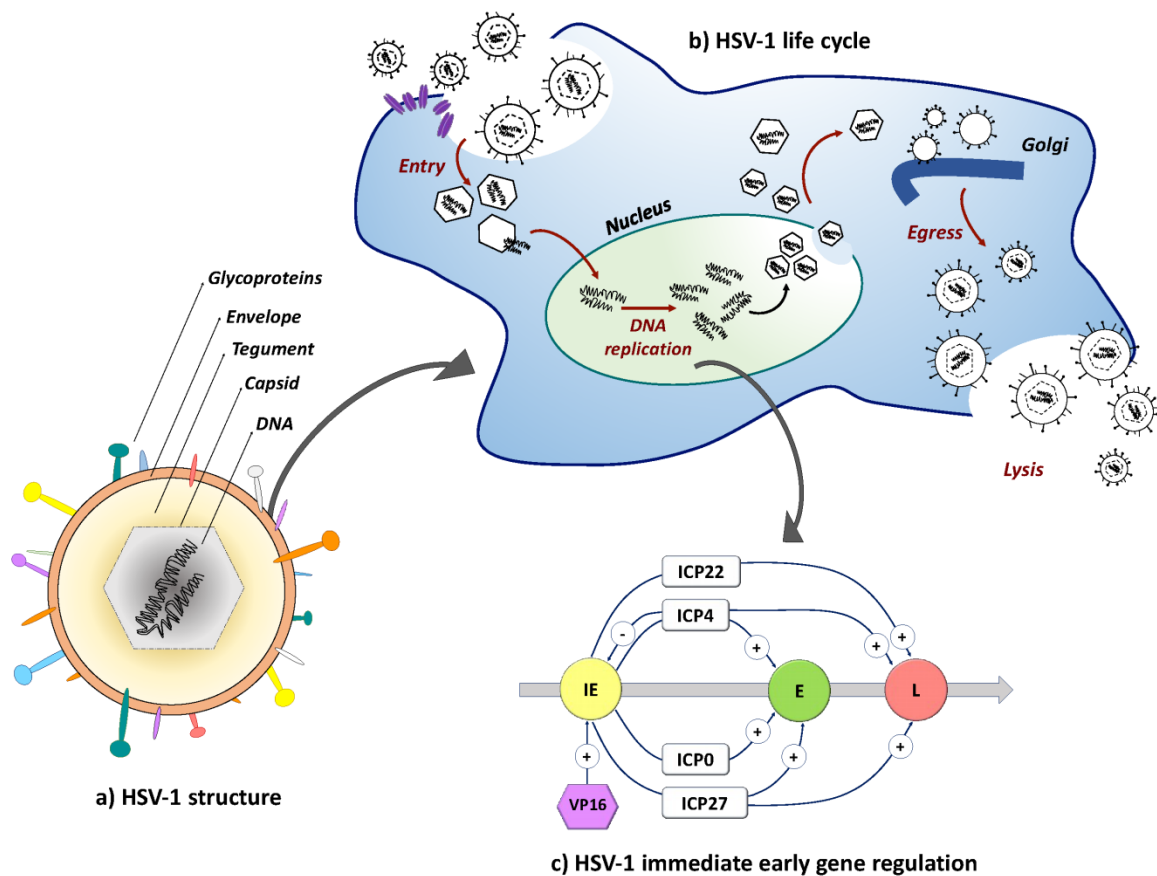 b) HSV-1 life cycle
Entry
Nucleus
DNA
replication
Golgi
Egress
Lysis
Glycoproteins
Envelope
Tegument
Capsid
DNA
a) HSV-1 structure
ICP22
ICP4
-
+
+
+
IE
E
L
+
ICP0
+
+
+
VP16
ICP27
c) HSV-1 immediate early gene regulation